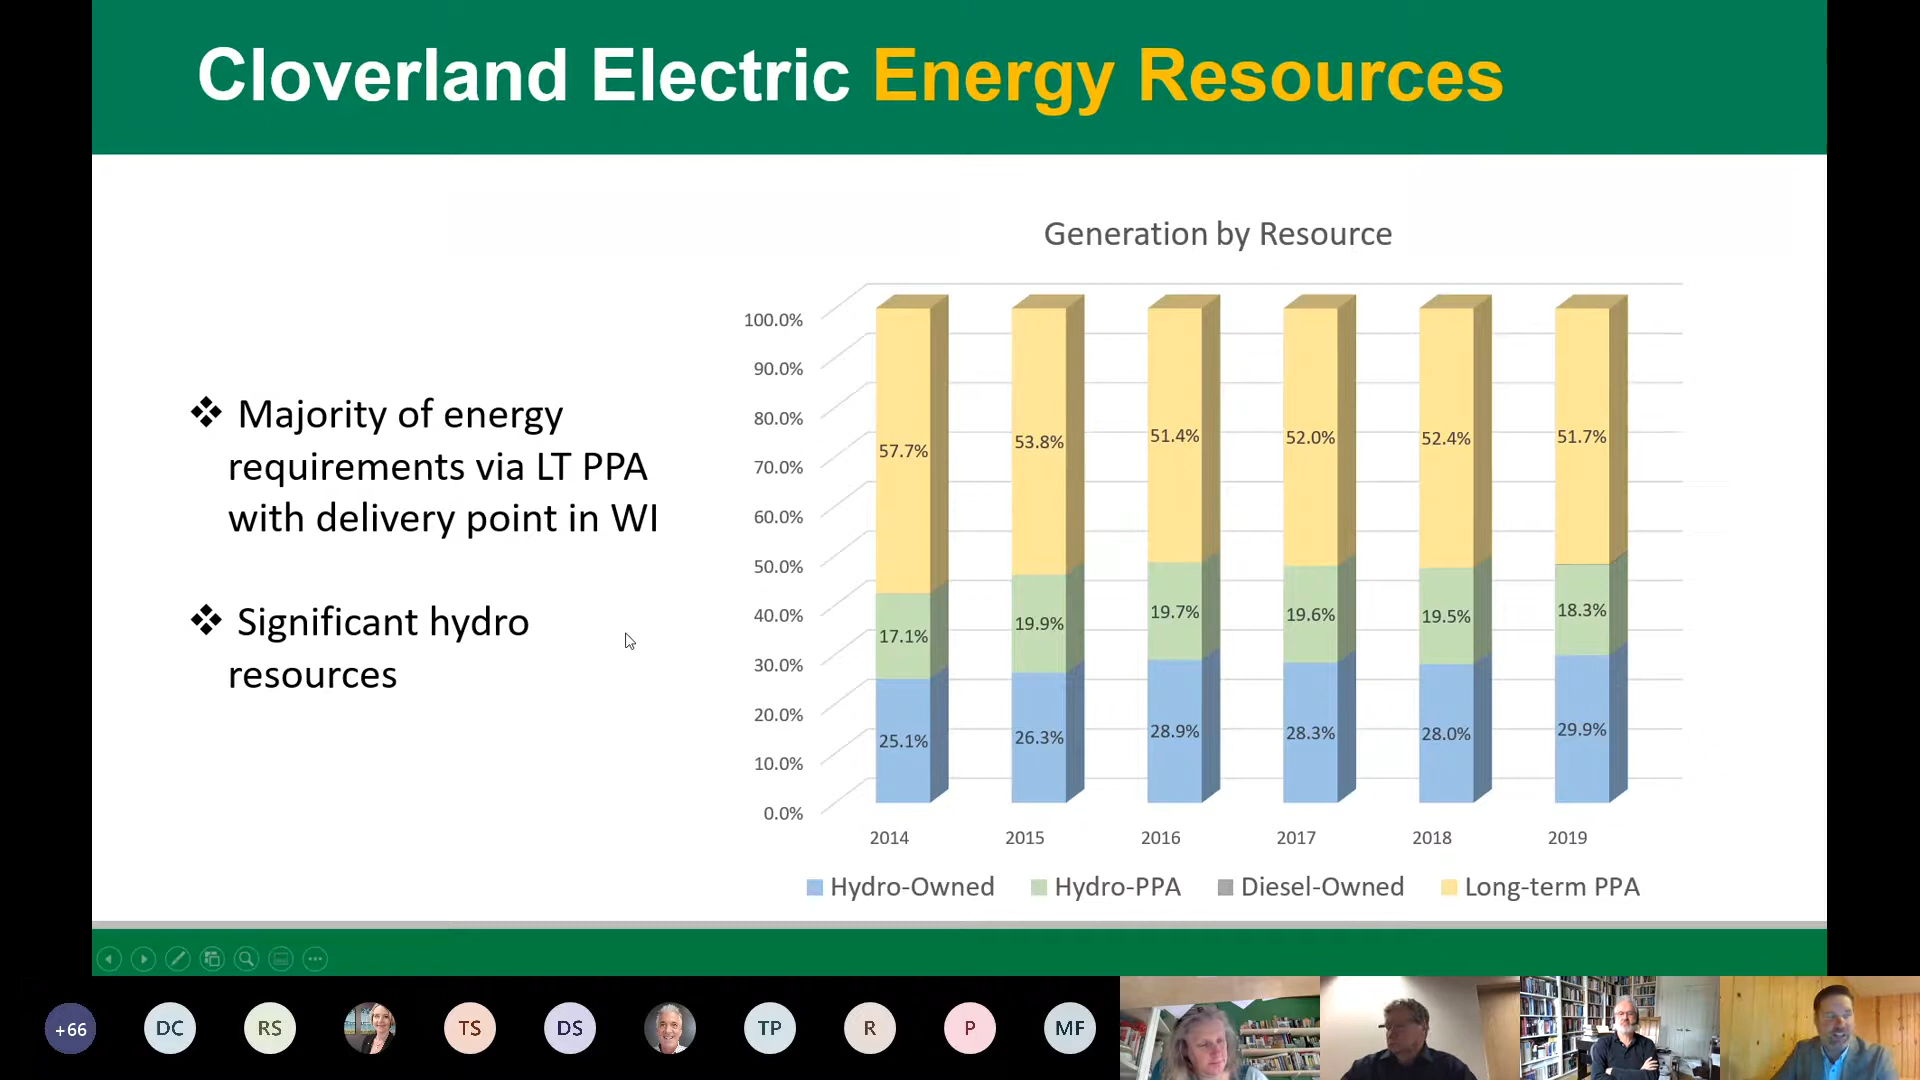 Cloverland Electric Energy Resources
❖ Majority of energy
requirements via LT PPA
with delivery point in WI
❖ Significant hydro
resources
Generation by Resource
100.0%
90.0%
80.0%
70.0%
60.0%
50.0%
40.0%
30.0%
20.0%
10.0%
0.0%
57.7% 53.8% 51.4% 52.0% 52.4% 51.7%
17.1% 19.9% 19.7% 19.6% 19.5% 18.3%
25.1% 26.3% 28.9% 28.3% 28.0% 29.9%
2014 2015 2016 2017 2018 2019
Hydro-Owned Hydro-PPA Diesel-Owned Long-term PPA
+66 DC RS TS DS TP R P MF